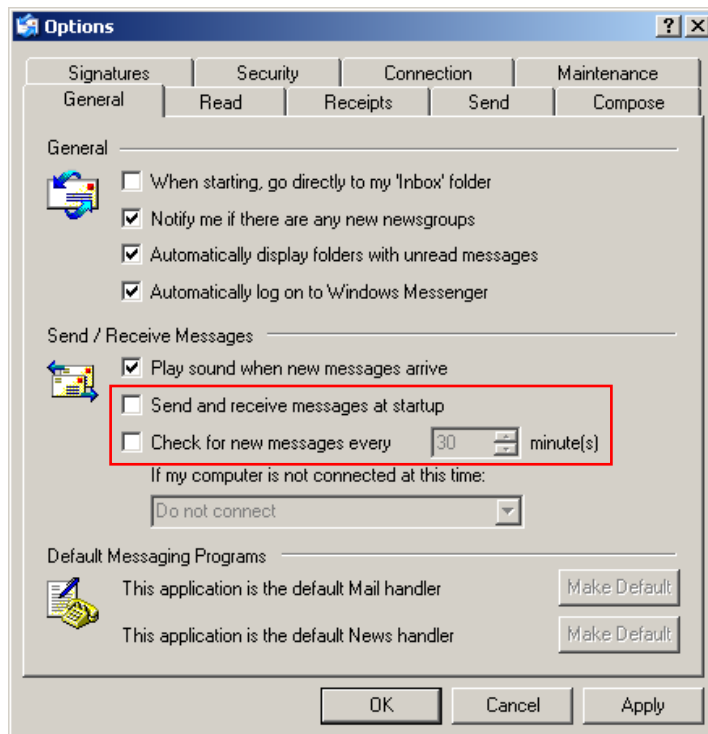 Options
Signatures Security Connection Maintenance
General Read Receipts Send Compose
General
When starting, go directly to my 'Inbox' folder
Notify me if there are any new newsgroups
Automatically display folders with unread messages
Automatically log on to Windows Messenger
Send / Receive Messages
Play sound when new messages arrive
Send and receive messages at startup
Check for new messages every 30 minute(s)
If my computer is not connected at this time:
Do not connect
Default Messaging Programs
This application is the default Mail handler Make Default
This application is the default News handler Make Default
OK Cancel Apply